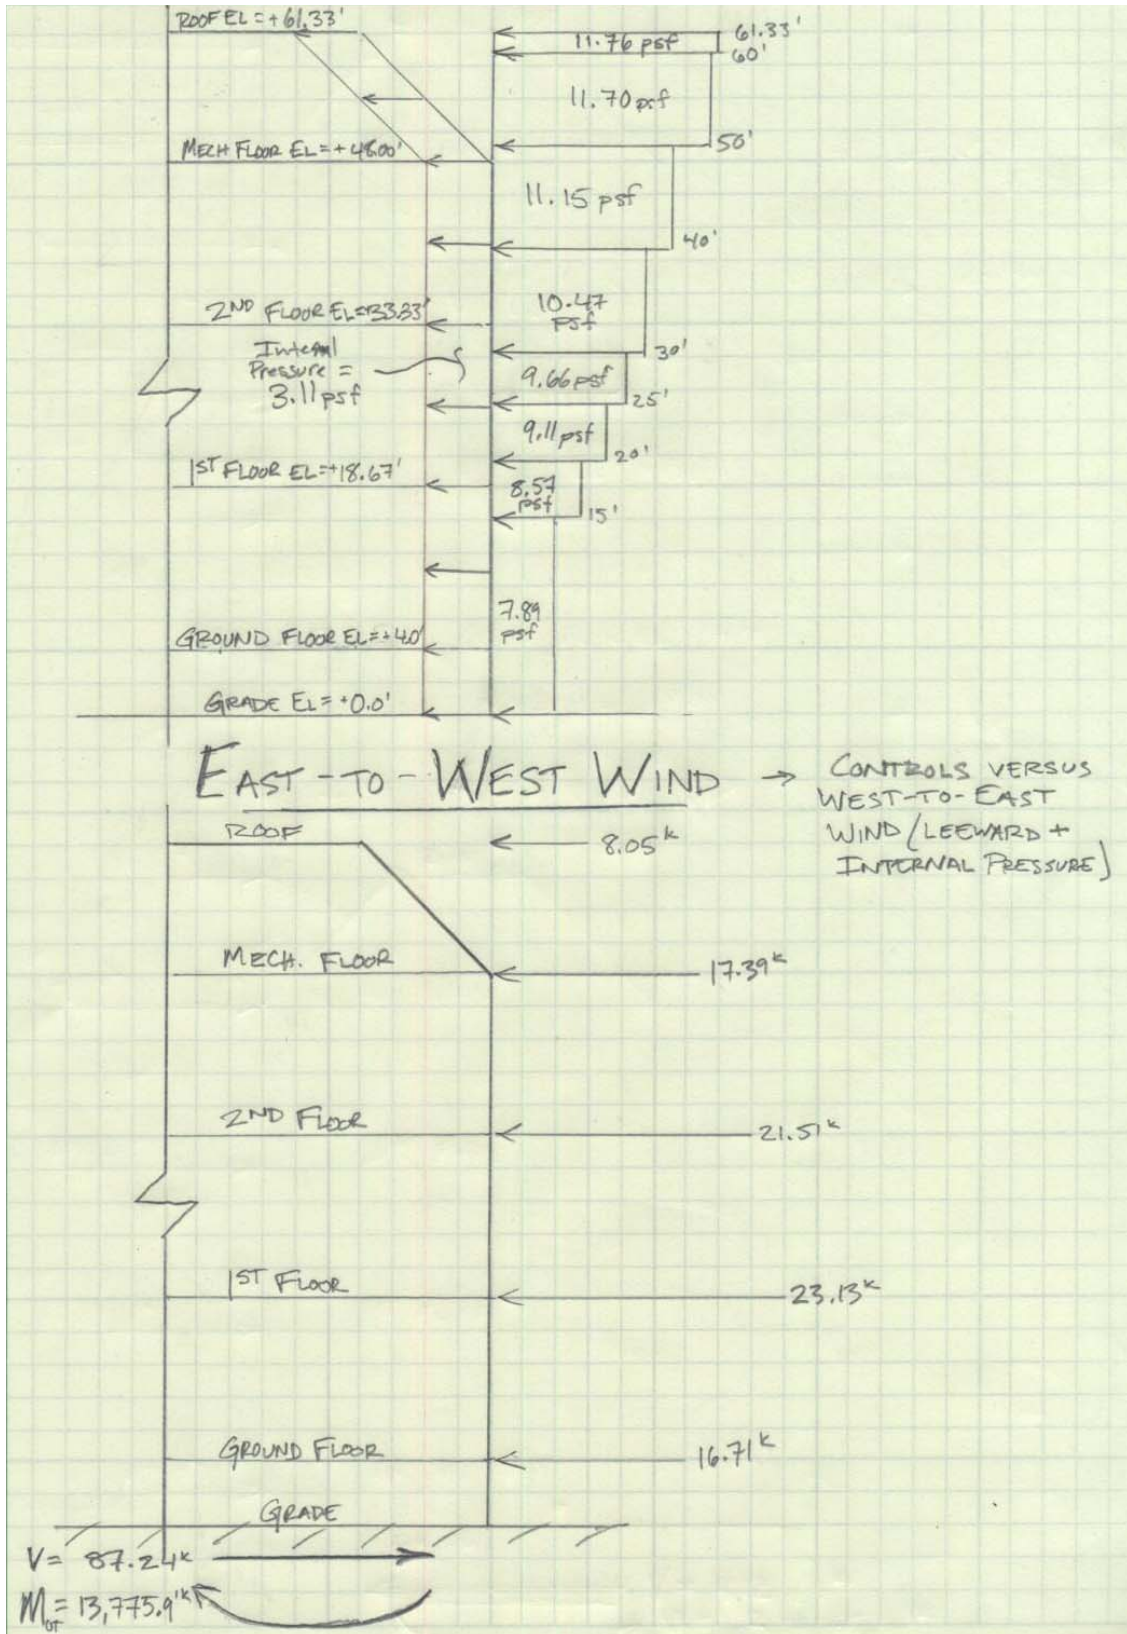 ROOF EL = +61.33'
11.76 psf
61.33'
60'
11.70 psf
MECH FLOOR EL = +48.00'
50'
11.15 psf
40'
2ND FLOOR EL=+33.33'
10.47
psf
Internal
Pressure =
3.11 psf
30'
9.66 psf
25'
9.11 psf
20'
1ST FLOOR EL=+18.67'
8.57
psf
15'
7.89
psf
GROUND FLOOR EL=+4.0'
GRADE EL= +0.0'
EAST-TO-WEST WIND → CONTROLS VERSUS
WEST-TO-EAST
WIND (LEEWARD +
INTERNAL PRESSURE)
ROOF
8.05k
MECH. FLOOR
17.39k
2ND FLOOR
21.51k
1ST FLOOR
23.13k
GROUND FLOOR
16.71k
GRADE
V= 87.24k
MOT= 13,775.9'k